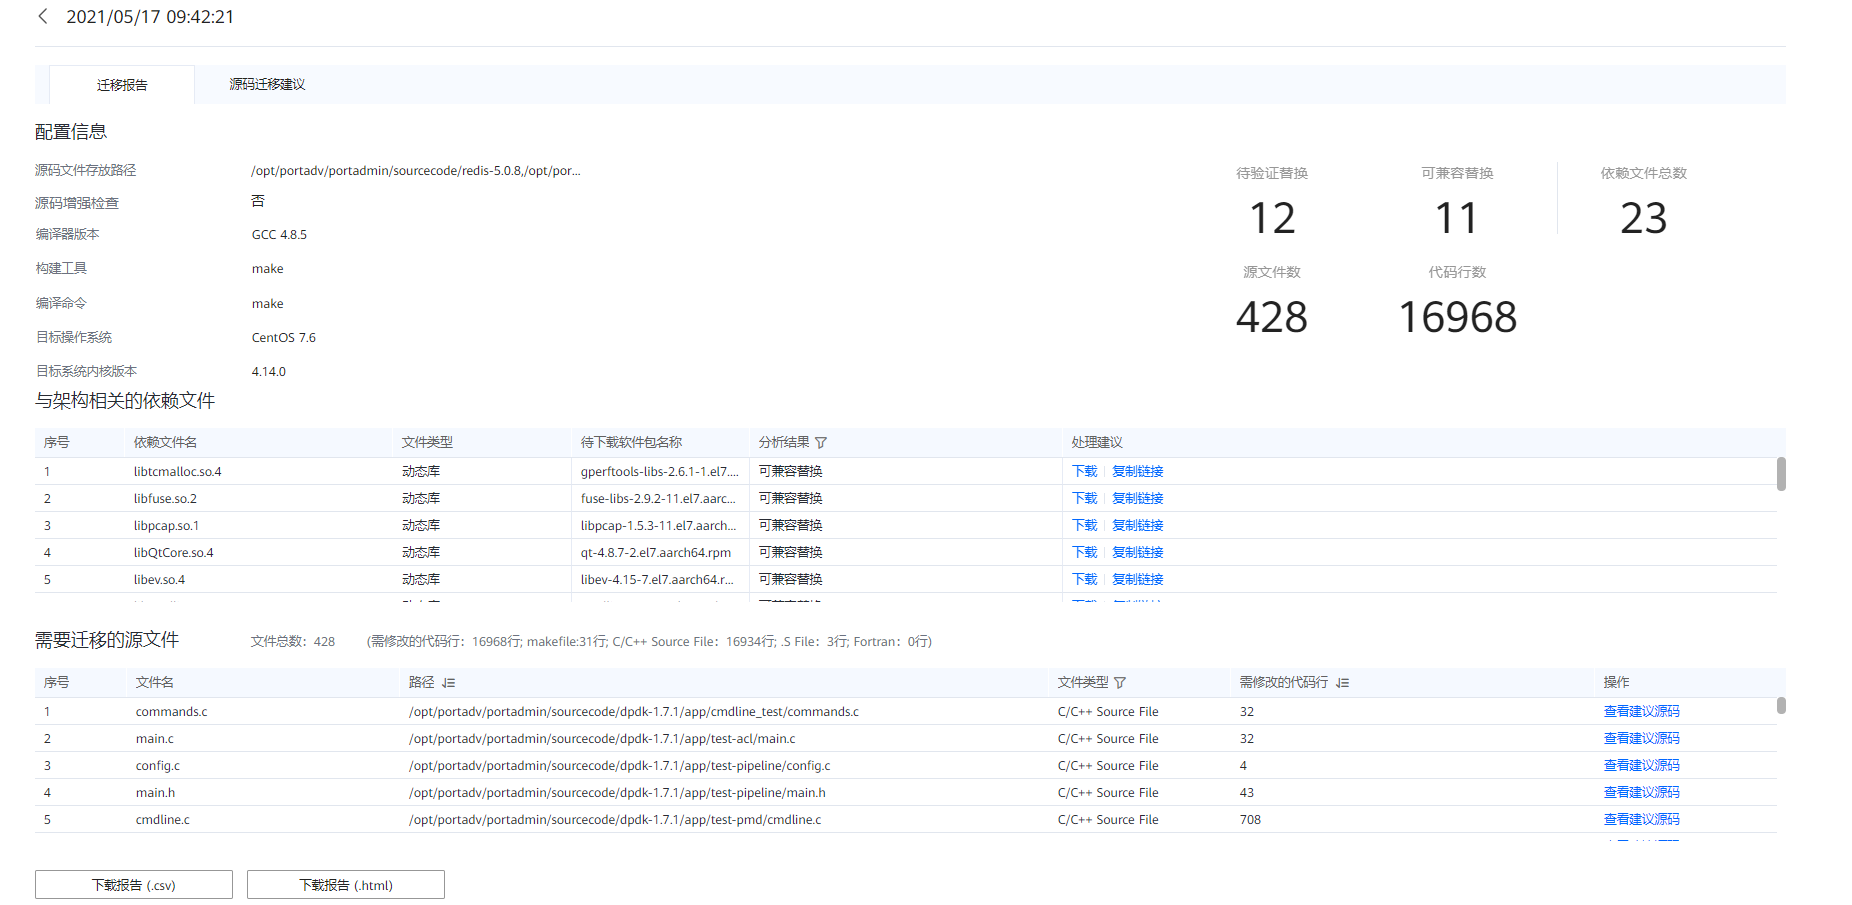 2021/05/17 09:42:21
迁移报告 源码迁移建议
配置信息
源码文件存放路径 /opt/portadv/portadmin/sourcecode/redis-5.0.8,/opt/por...
源码增强检查 否
编译器版本 GCC 4.8.5
构建工具 make
编译命令 make
目标操作系统 CentOS 7.6
目标系统内核版本 4.14.0
待验证替换 可兼容替换 依赖文件总数
12 11 23
源文件数 代码行数
428 16968
与架构相关的依赖文件
序号 依赖文件名 文件类型 待下载软件包名称 分析结果 处理建议
1 libtcmalloc.so.4 动态库 gperftools-libs-2.6.1-1.el7.... 可兼容替换 下载 复制链接
2 libfuse.so.2 动态库 fuse-libs-2.9.2-11.el7.aarc... 可兼容替换 下载 复制链接
3 libpcap.so.1 动态库 libpcap-1.5.3-11.el7.aarch... 可兼容替换 下载 复制链接
4 libQtCore.so.4 动态库 qt-4.8.7-2.el7.aarch64.rpm 可兼容替换 下载 复制链接
5 libev.so.4 动态库 libev-4.15-7.el7.aarch64.r... 可兼容替换 下载 复制链接
需要迁移的源文件 文件总数：428 (需修改的代码行：16968行; makefile:31行; C/C++ Source File：16934行; .S File：3行; Fortran：0行)
序号 文件名 路径 文件类型 需修改的代码行 操作
1 commands.c /opt/portadv/portadmin/sourcecode/dpdk-1.7.1/app/cmdline_test/commands.c C/C++ Source File 32 查看建议源码
2 main.c /opt/portadv/portadmin/sourcecode/dpdk-1.7.1/app/test-acl/main.c C/C++ Source File 32 查看建议源码
3 config.c /opt/portadv/portadmin/sourcecode/dpdk-1.7.1/app/test-pipeline/config.c C/C++ Source File 4 查看建议源码
4 main.h /opt/portadv/portadmin/sourcecode/dpdk-1.7.1/app/test-pipeline/main.h C/C++ Source File 43 查看建议源码
5 cmdline.c /opt/portadv/portadmin/sourcecode/dpdk-1.7.1/app/test-pmd/cmdline.c C/C++ Source File 708 查看建议源码
下载报告 (.csv) 下载报告 (.html)